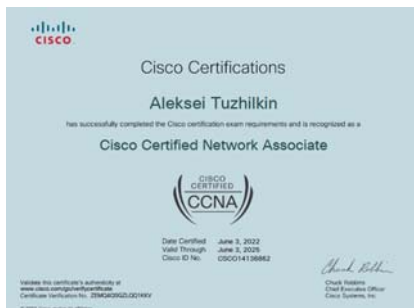 CISCO
Cisco Certifications
Aleksei Tuzhilkin
has successfully completed the Cisco certification exam requirements and is recognized as a
Cisco Certified Network Associate
CISCO
CERTIFIED
CCNA
Date Certified June 3, 2022
Valid Through June 3, 2025
Cisco ID No. CSCO14136862
Validate this certificate's authenticity at
www.cisco.com/go/verifycertificate
Certificate Verification No.
Chuck Robbins
Chief Executive Officer
Cisco Systems, Inc.